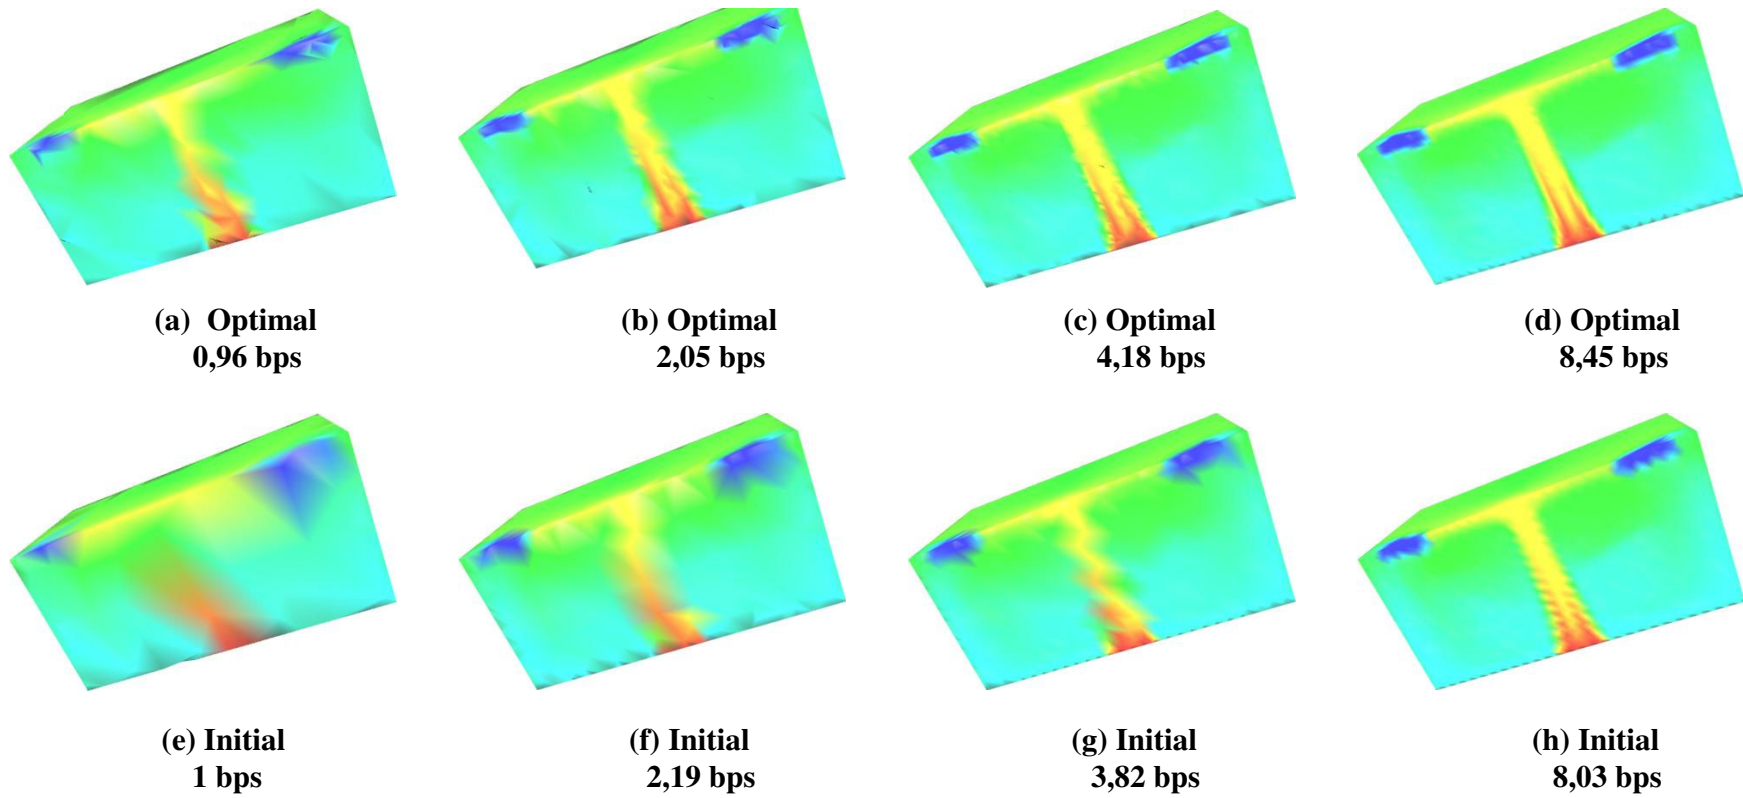 (a) Optimal
0,96 bps
(b) Optimal
2,05 bps
(c) Optimal
4,18 bps
(d) Optimal
8,45 bps
(e) Initial
1 bps
(f) Initial
2,19 bps
(g) Initial
3,82 bps
(h) Initial
8,03 bps